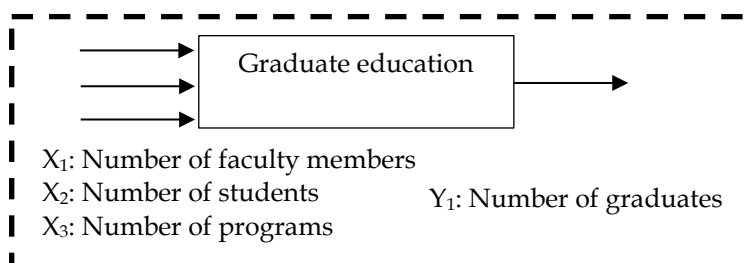 Graduate education
X₁: Number of faculty members
X₂: Number of students
X₃: Number of programs
Y₁: Number of graduates